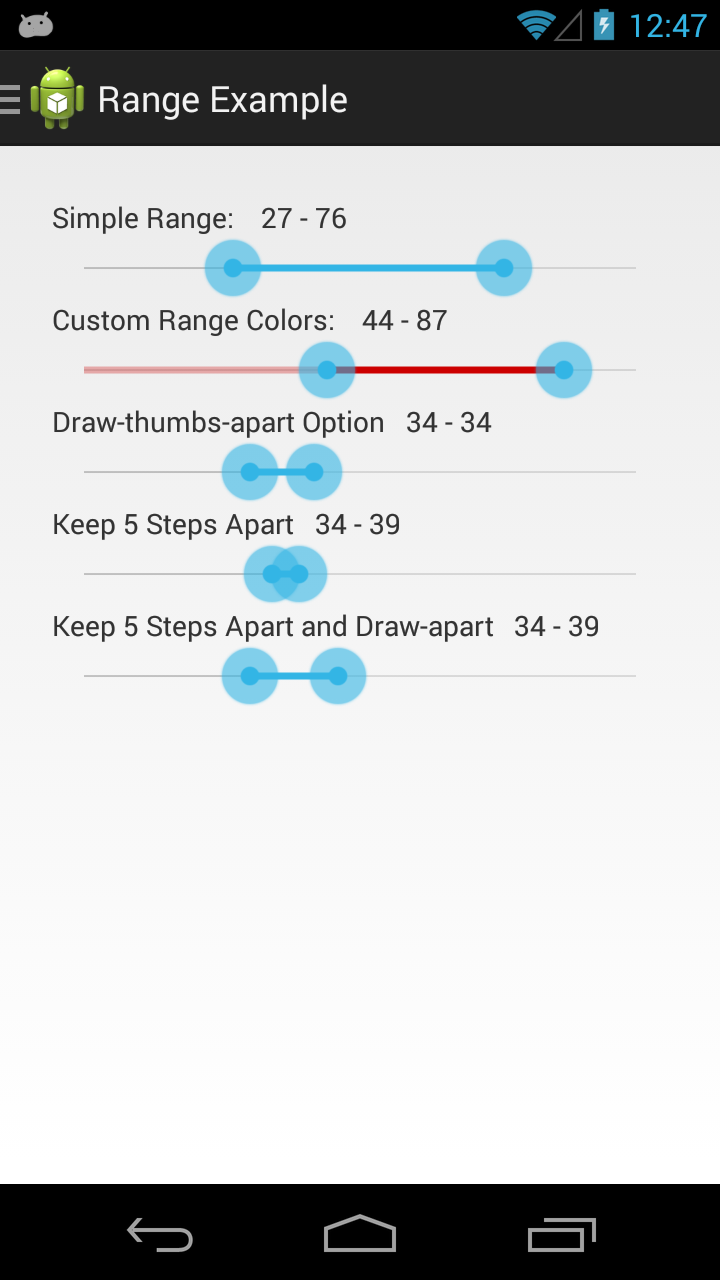 12:47
Range Example
Simple Range: 27 - 76
Custom Range Colors: 44 - 87
Draw-thumbs-apart Option 34 - 34
Keep 5 Steps Apart 34 - 39
Keep 5 Steps Apart and Draw-apart 34 - 39